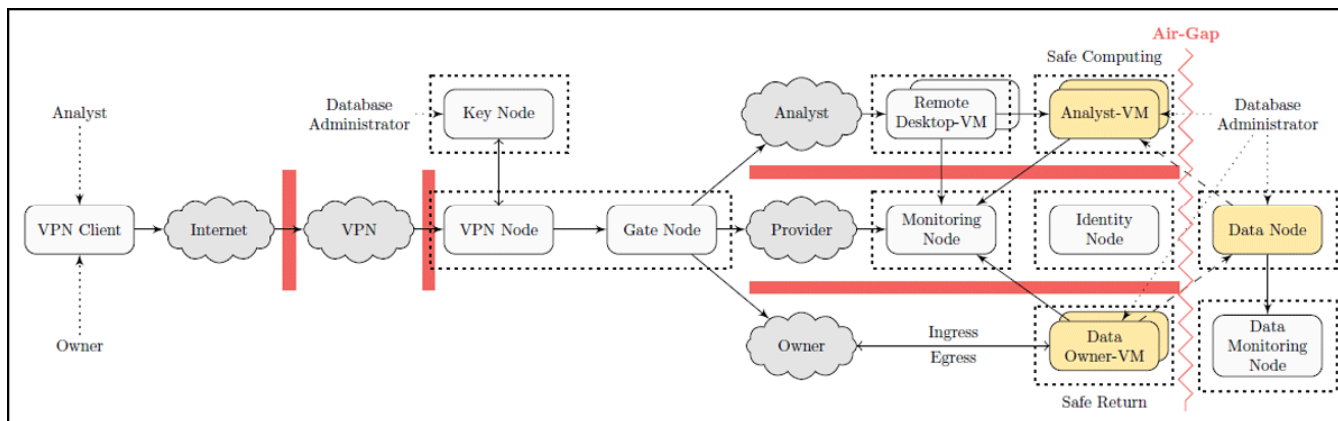 Air-Gap
Safe Computing
Analyst
Database
Administrator
Key Node
Analyst
Remote
Desktop-VM
Analyst-VM
Database
Administrator
VPN Client
Internet
VPN
VPN Node
Gate Node
Provider
Monitoring
Node
Identity
Node
Data Node
Owner
Owner
Ingress
Egress
Data
Owner-VM
Data
Monitoring
Node
Safe Return